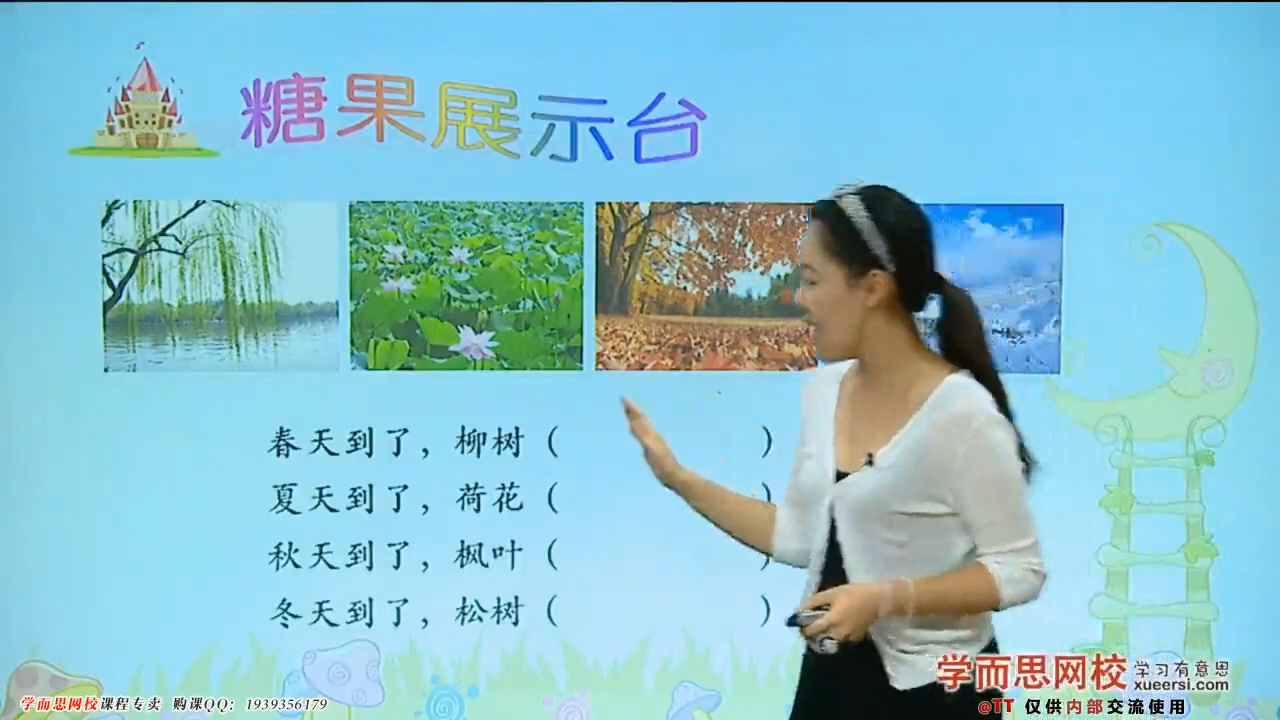 糖果展示台
春天到了，柳树（ ）
夏天到了，荷花（ ）
秋天到了，枫叶（ ）
冬天到了，松树（ ）
学而思网校 学习有意思
xueersi.com
学而思网校课程专卖 购课QQ：1939356179
@TT 仅供内部交流使用